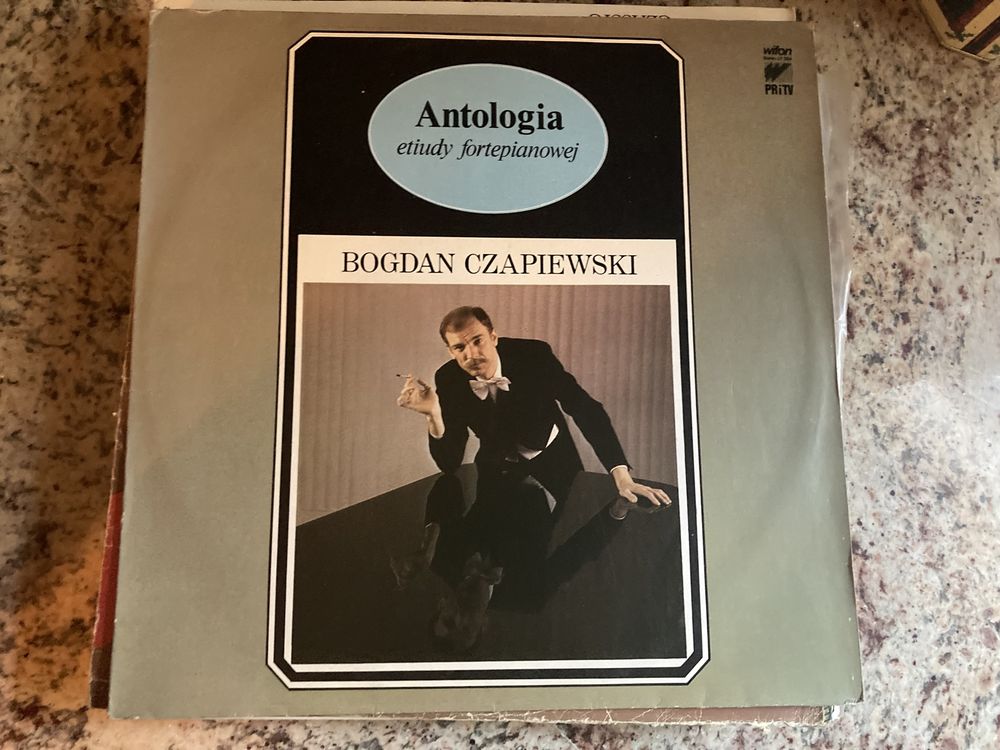 Antologia
etiudy fortepianowej
BOGDAN CZAPIEWSKI
wifon
PRiTV